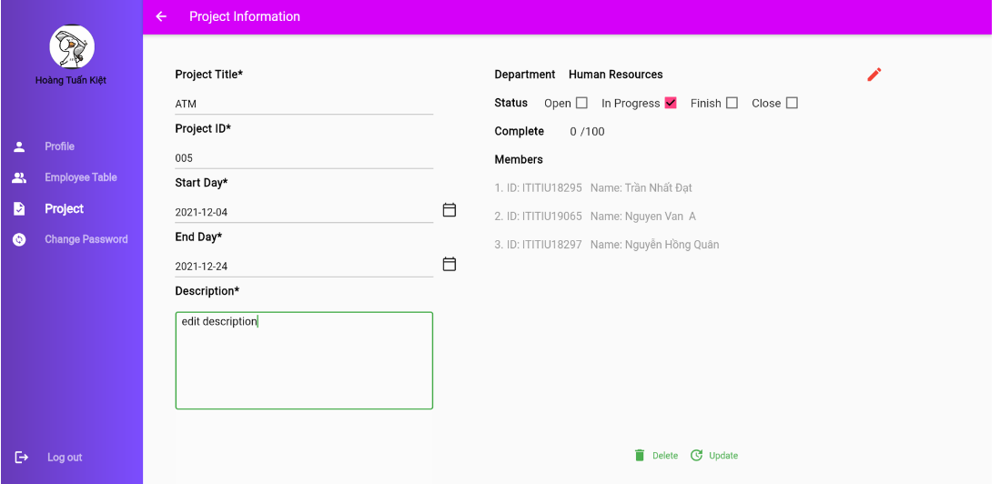 Project Information
Hoàng Tuấn Kiệt
Profile
Employee Table
Project
Change Password
Log out
Project Title*
ATM
Project ID*
005
Start Day*
2021-12-04
End Day*
2021-12-24
Description*
edit description
Department Human Resources
Status Open In Progress Finish Close
Complete 0 /100
Members
1. ID: ITITIU18295 Name: Trần Nhất Đạt
2. ID: ITITIU19065 Name: Nguyen Van A
3. ID: ITITIU18297 Name: Nguyễn Hồng Quân
Delete Update